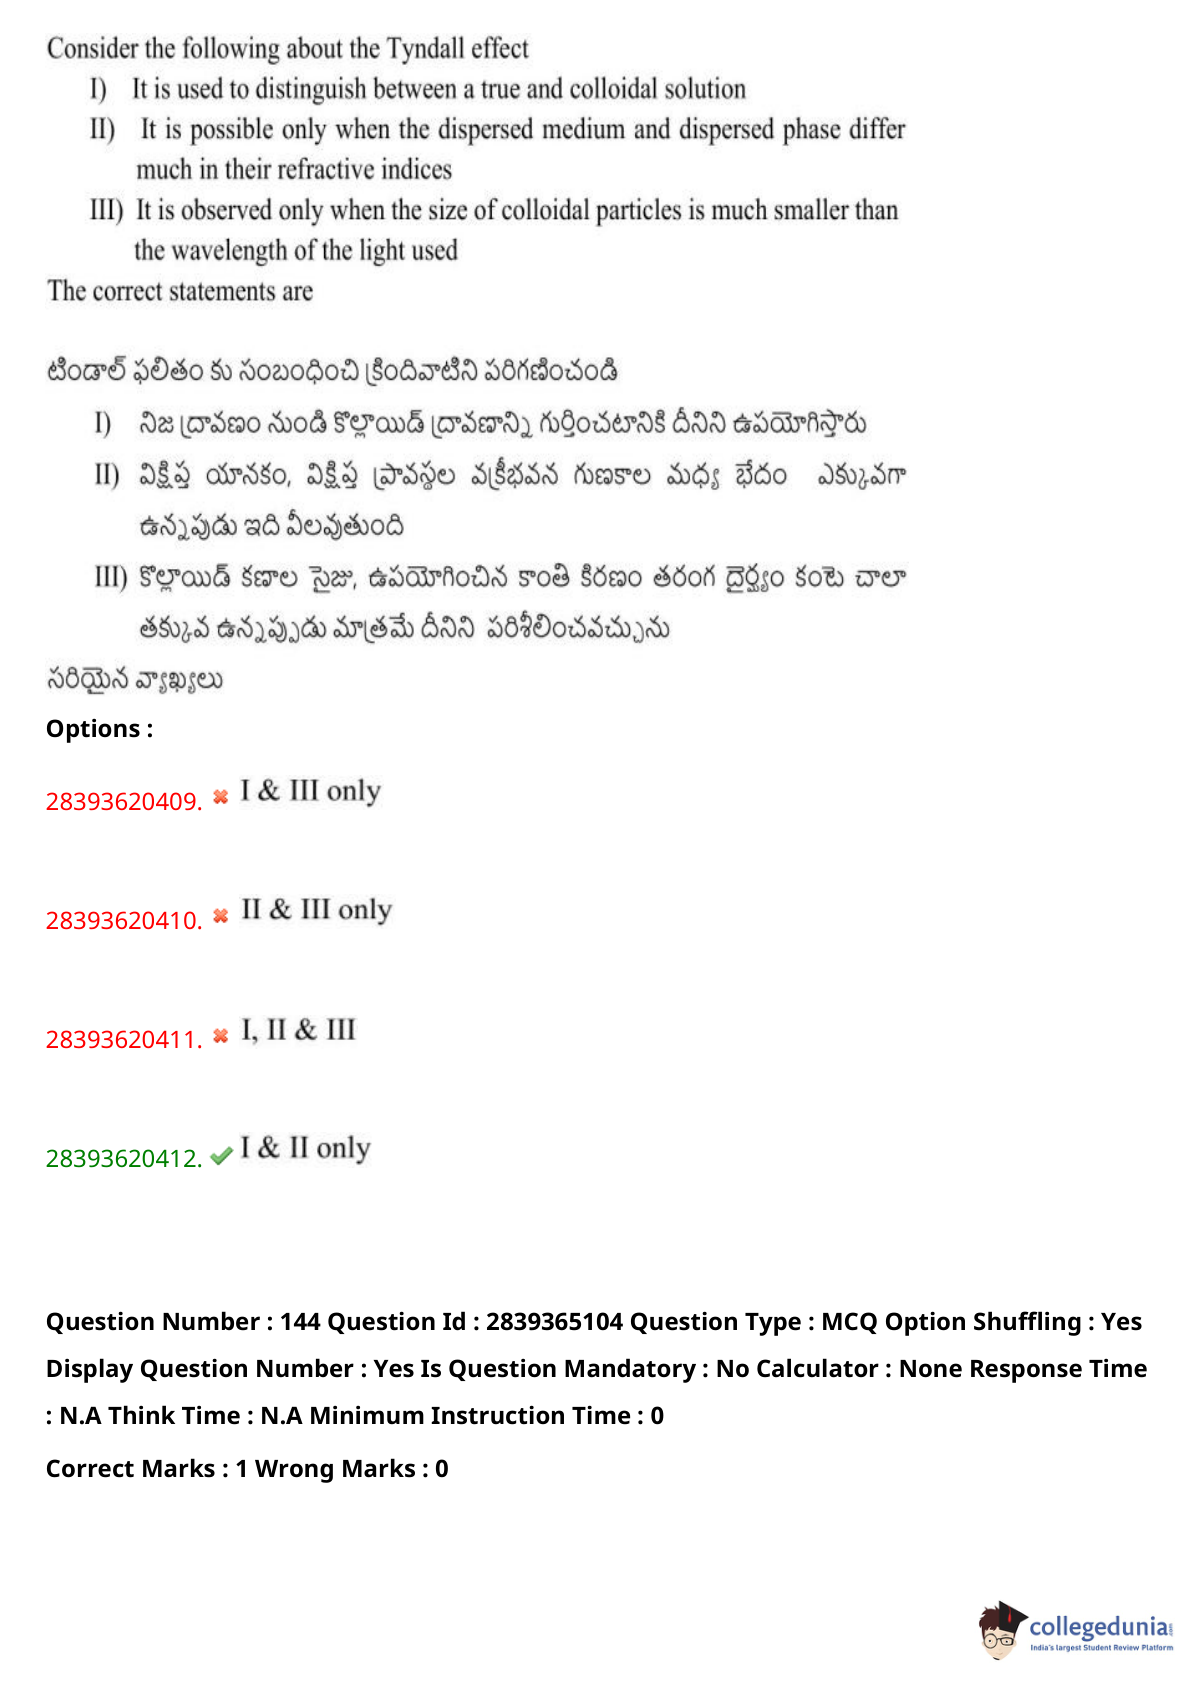 Consider the following about the Tyndall effect
I) It is used to distinguish between a true and colloidal solution
II) It is possible only when the dispersed medium and dispersed phase differ
much in their refractive indices
III) It is observed only when the size of colloidal particles is much smaller than
the wavelength of the light used
The correct statements are
టిండాల్ ఫలితం కు సంబంధించి క్రిందివాటిని పరిగణించండి
I) నిజ ద్రావణం నుండి కొల్లాయిడ్ ద్రావణాన్ని గుర్తించటానికి దీనిని ఉపయోగిస్తారు
II) విక్షిప్త యానకం, విక్షిప్త ప్రావస్థల వక్రీభవన గుణకాల మధ్య భేదం ఎక్కువగా
ఉన్నపుడు ఇది వీలవుతుంది
III) కొల్లాయిడ్ కణాల సైజు, ఉపయోగించిన కాంతి కిరణం తరంగ దైర్ఘ్యం కంటె చాలా
తక్కువ ఉన్నప్పుడు మాత్రమే దీనిని పరిశీలించవచ్చును
సరియైన వ్యాఖ్యలు
Options :
28393620409. I & III only
28393620410. II & III only
28393620411. I, II & III
28393620412. I & II only
Question Number : 144 Question Id : 2839365104 Question Type : MCQ Option Shuffling : Yes
Display Question Number : Yes Is Question Mandatory : No Calculator : None Response Time
: N.A Think Time : N.A Minimum Instruction Time : 0
Correct Marks : 1 Wrong Marks : 0
collegedunia.com
India's largest Student Review Platform